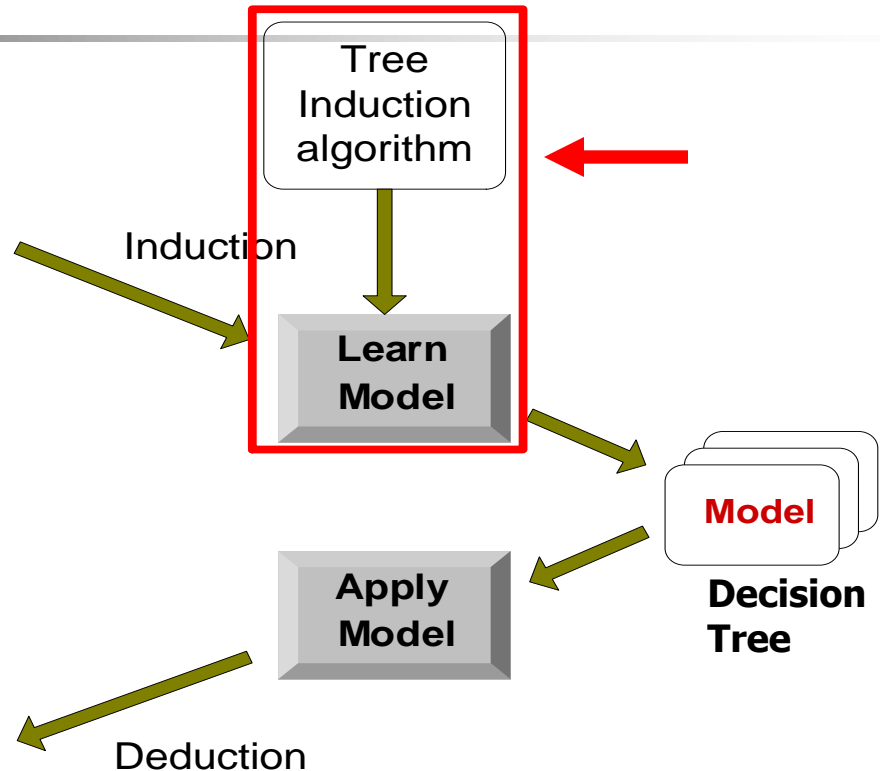 Tree
Induction
algorithm
Induction
Learn
Model
Model
Decision
Tree
Apply
Model
Deduction